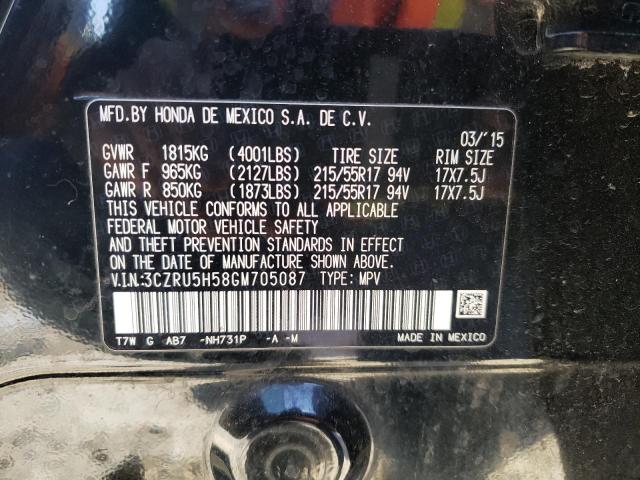 MFD.BY HONDA DE MEXICO S.A. DE C.V.
03/'15
GVWR 1815KG (4001LBS) TIRE SIZE RIM SIZE
GAWR F 965KG (2127LBS) 215/55R17 94V 17X7.5J
GAWR R 850KG (1873LBS) 215/55R17 94V 17X7.5J
THIS VEHICLE CONFORMS TO ALL APPLICABLE
FEDERAL MOTOR VEHICLE SAFETY
AND THEFT PREVENTION STANDARDS IN EFFECT
ON THE DATE OF MANUFACTURE SHOWN ABOVE.
V.I.N.:3CZRU5H58GM705087 TYPE: MPV
T7W G AB7 -NH731P -A -M
MADE IN MEXICO